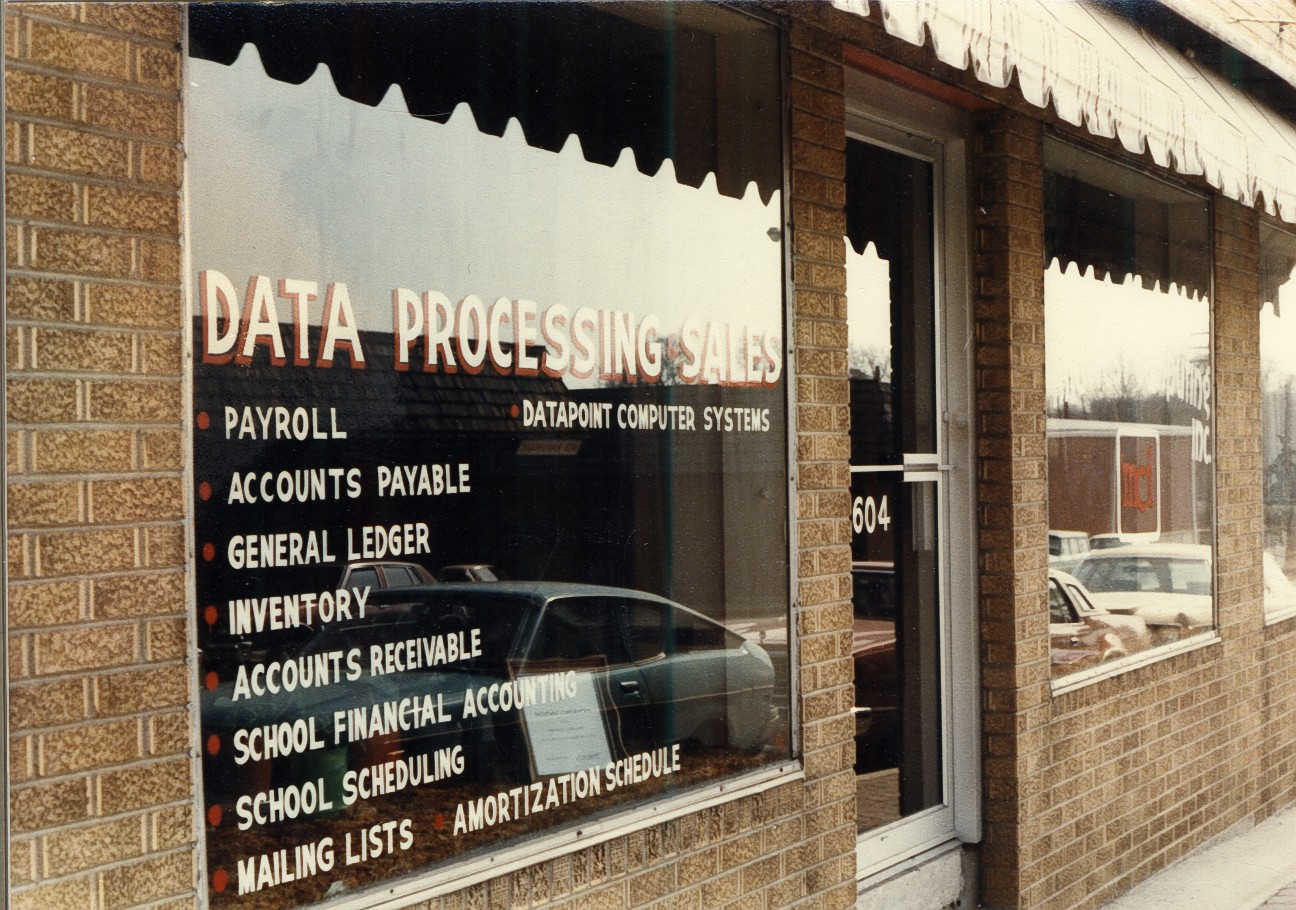 DATA PROCESSING & SALES
• PAYROLL
• DATAPOINT COMPUTER SYSTEMS
• ACCOUNTS PAYABLE
• GENERAL LEDGER
• INVENTORY
• ACCOUNTS RECEIVABLE
• SCHOOL FINANCIAL ACCOUNTING
• SCHOOL SCHEDULING
• MAILING LISTS
• AMORTIZATION SCHEDULE
604
mci